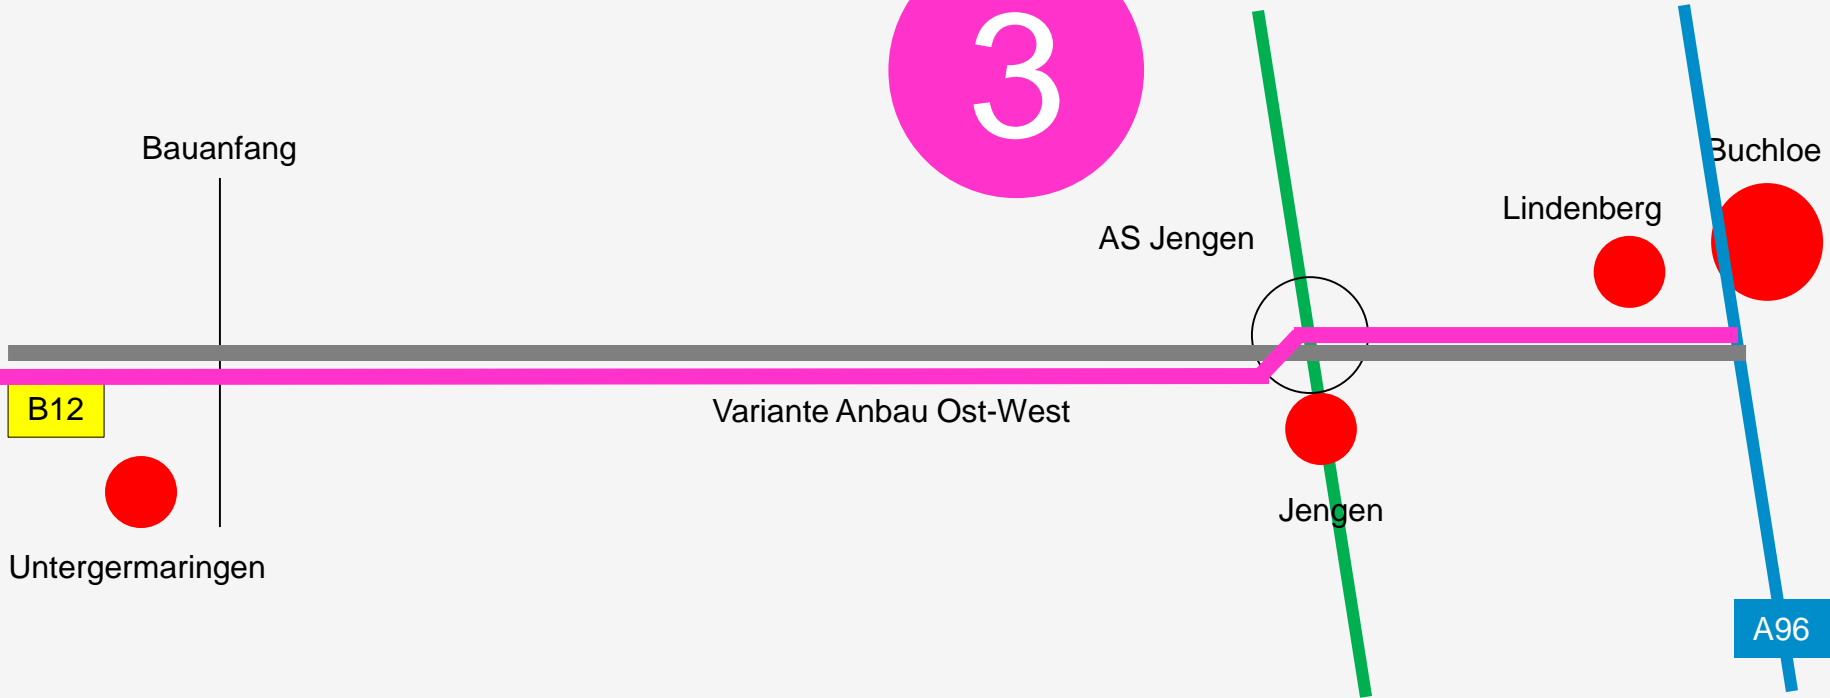 3
Bauanfang
Buchloe
Lindenberg
AS Jengen
B12
Variante Anbau Ost-West
Jengen
Untergermaringen
A96